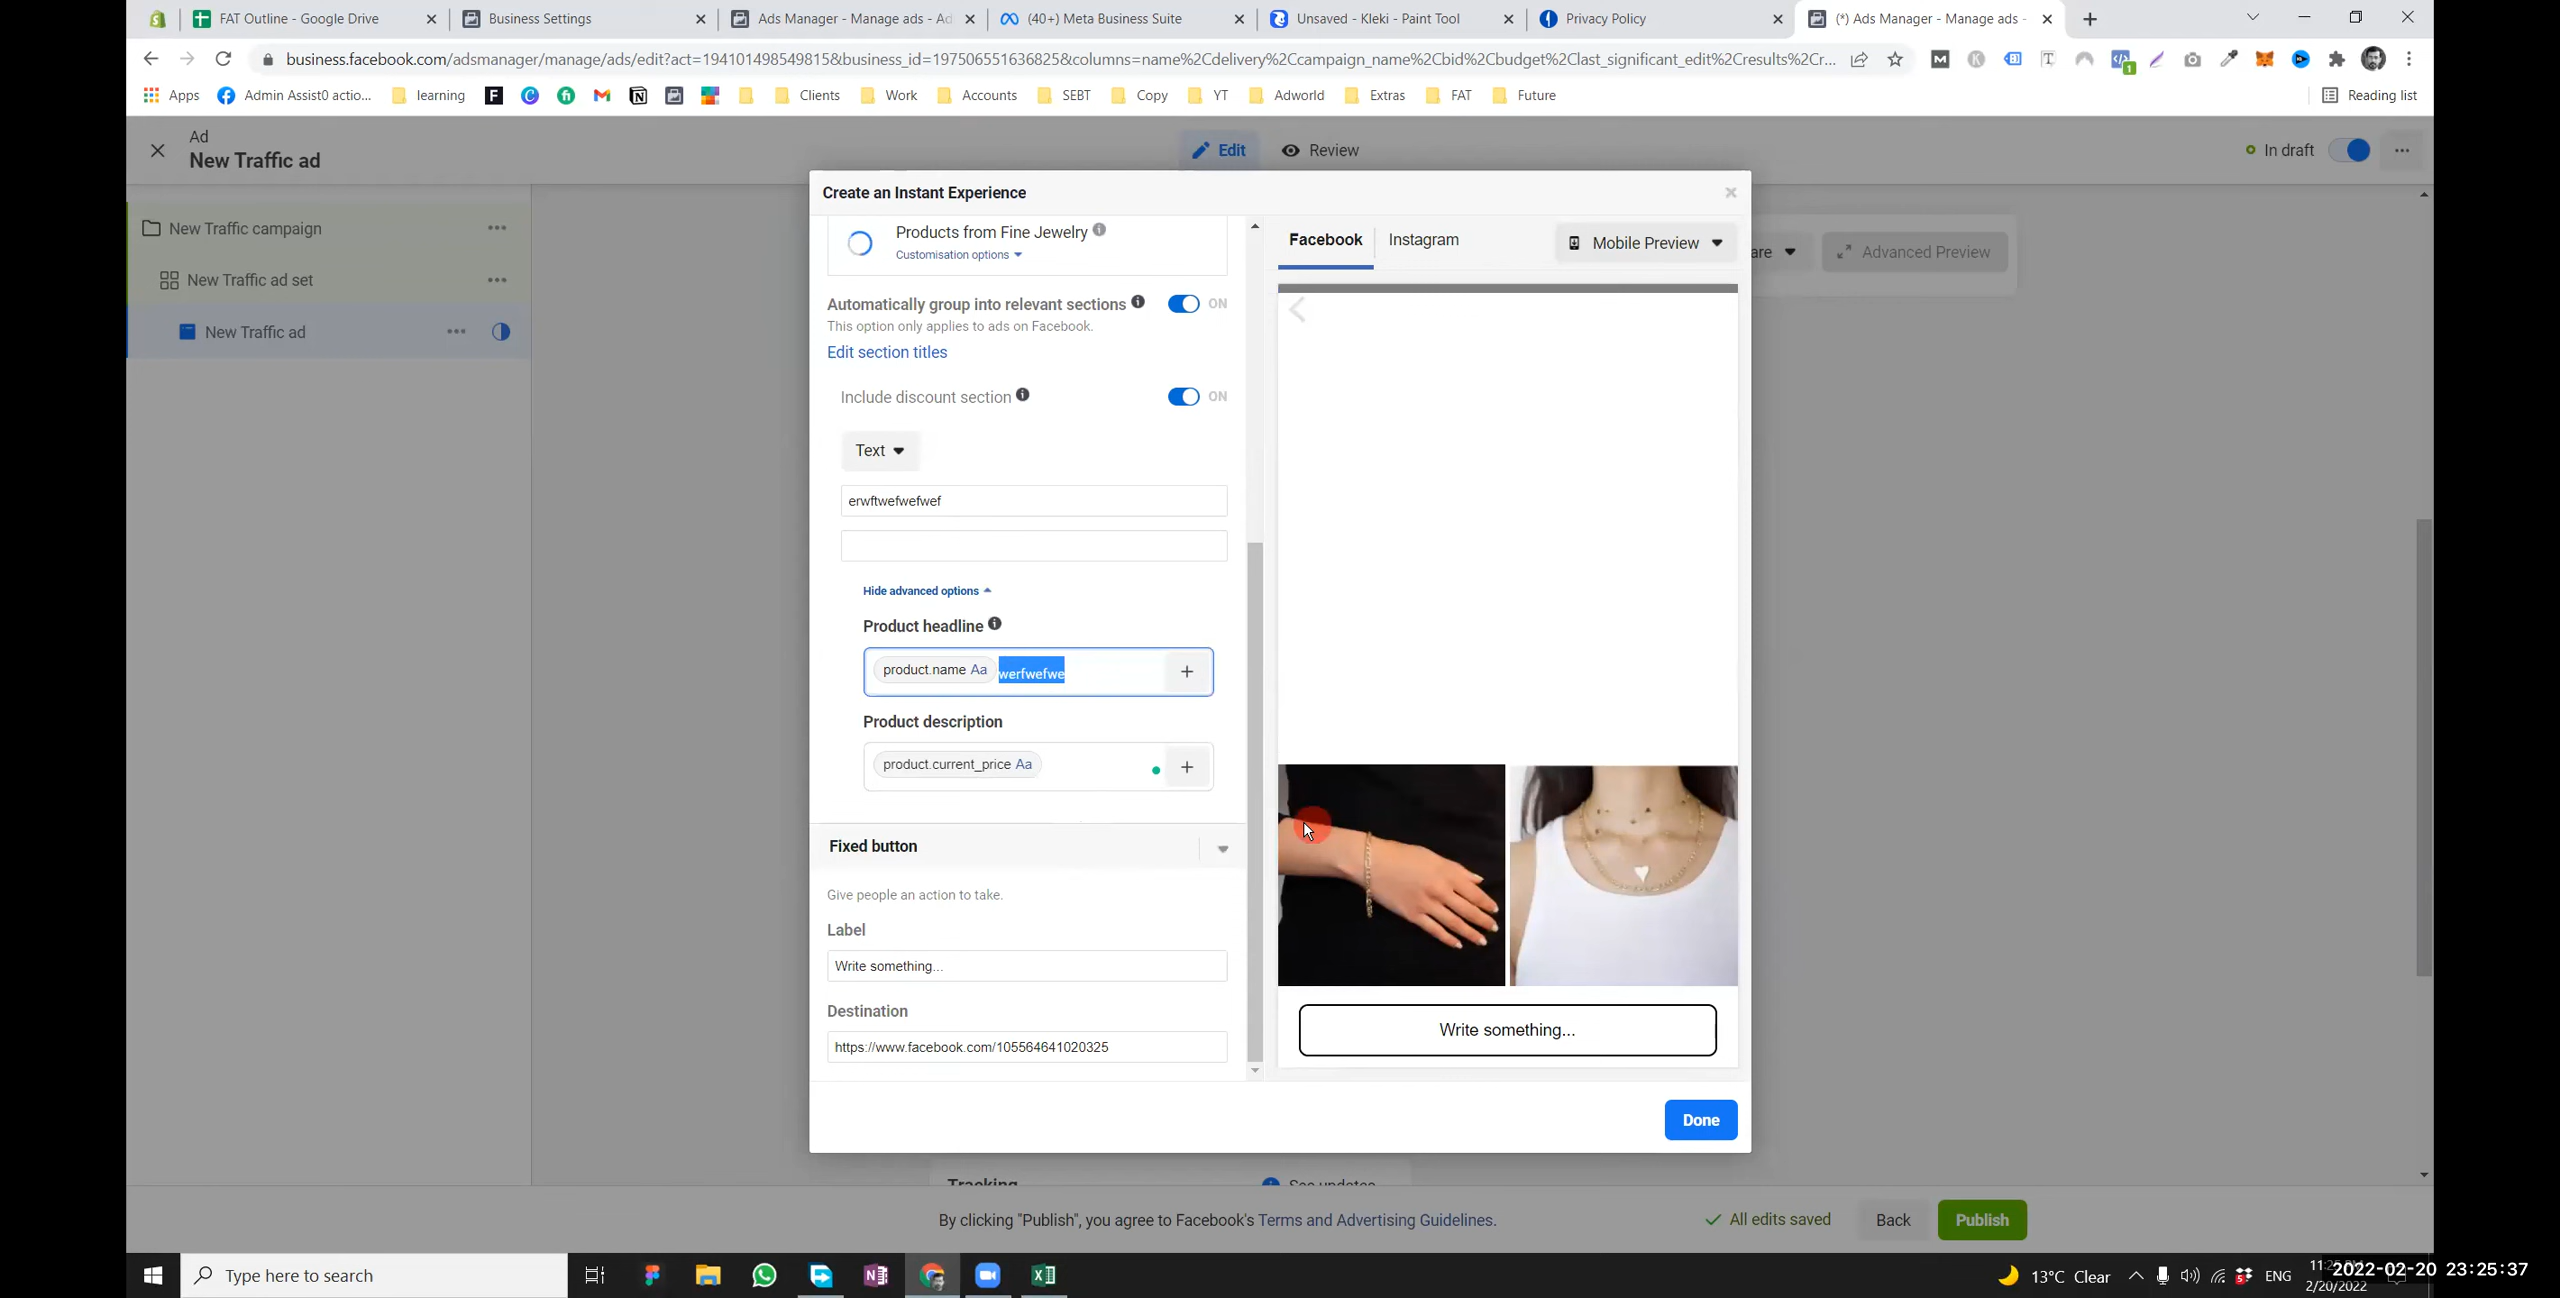 FAT Outline - Google Drive
Business Settings
Ads Manager - Manage ads - Ad
(40+) Meta Business Suite
Unsaved - Kleki - Paint Tool
Privacy Policy
(*) Ads Manager - Manage ads -
business.facebook.com/adsmanager/manage/ads/edit?act=194101498549815&business_id=197506551636825&columns=name%2Cdelivery%2Ccampaign_name%2Cbid%2Cbudget%2Clast_significant_edit%2Cresults%2Cr...
Apps
Admin Assist0 actio...
learning
Clients
Work
Accounts
SEBT
Copy
YT
Adworld
Extras
FAT
Future
Reading list
Ad
New Traffic ad
Edit
Review
In draft
New Traffic campaign
New Traffic ad set
New Traffic ad
Create an Instant Experience
Products from Fine Jewelry
Customisation options
Automatically group into relevant sections
ON
This option only applies to ads on Facebook.
Edit section titles
Include discount section
ON
Text
erwftwefwefwef
Hide advanced options
Product headline
product.name Aa
werfwefwe
Product description
product.current_price Aa
Fixed button
Give people an action to take.
Label
Write something...
Destination
https://www.facebook.com/105564641020325
Facebook
Instagram
Mobile Preview
are
Advanced Preview
Write something...
Done
Tracking
See updates
By clicking "Publish", you agree to Facebook's Terms and Advertising Guidelines.
All edits saved
Back
Publish
Type here to search
13°C Clear
ENG
2/20/2022
2022-02-20 23:25:37